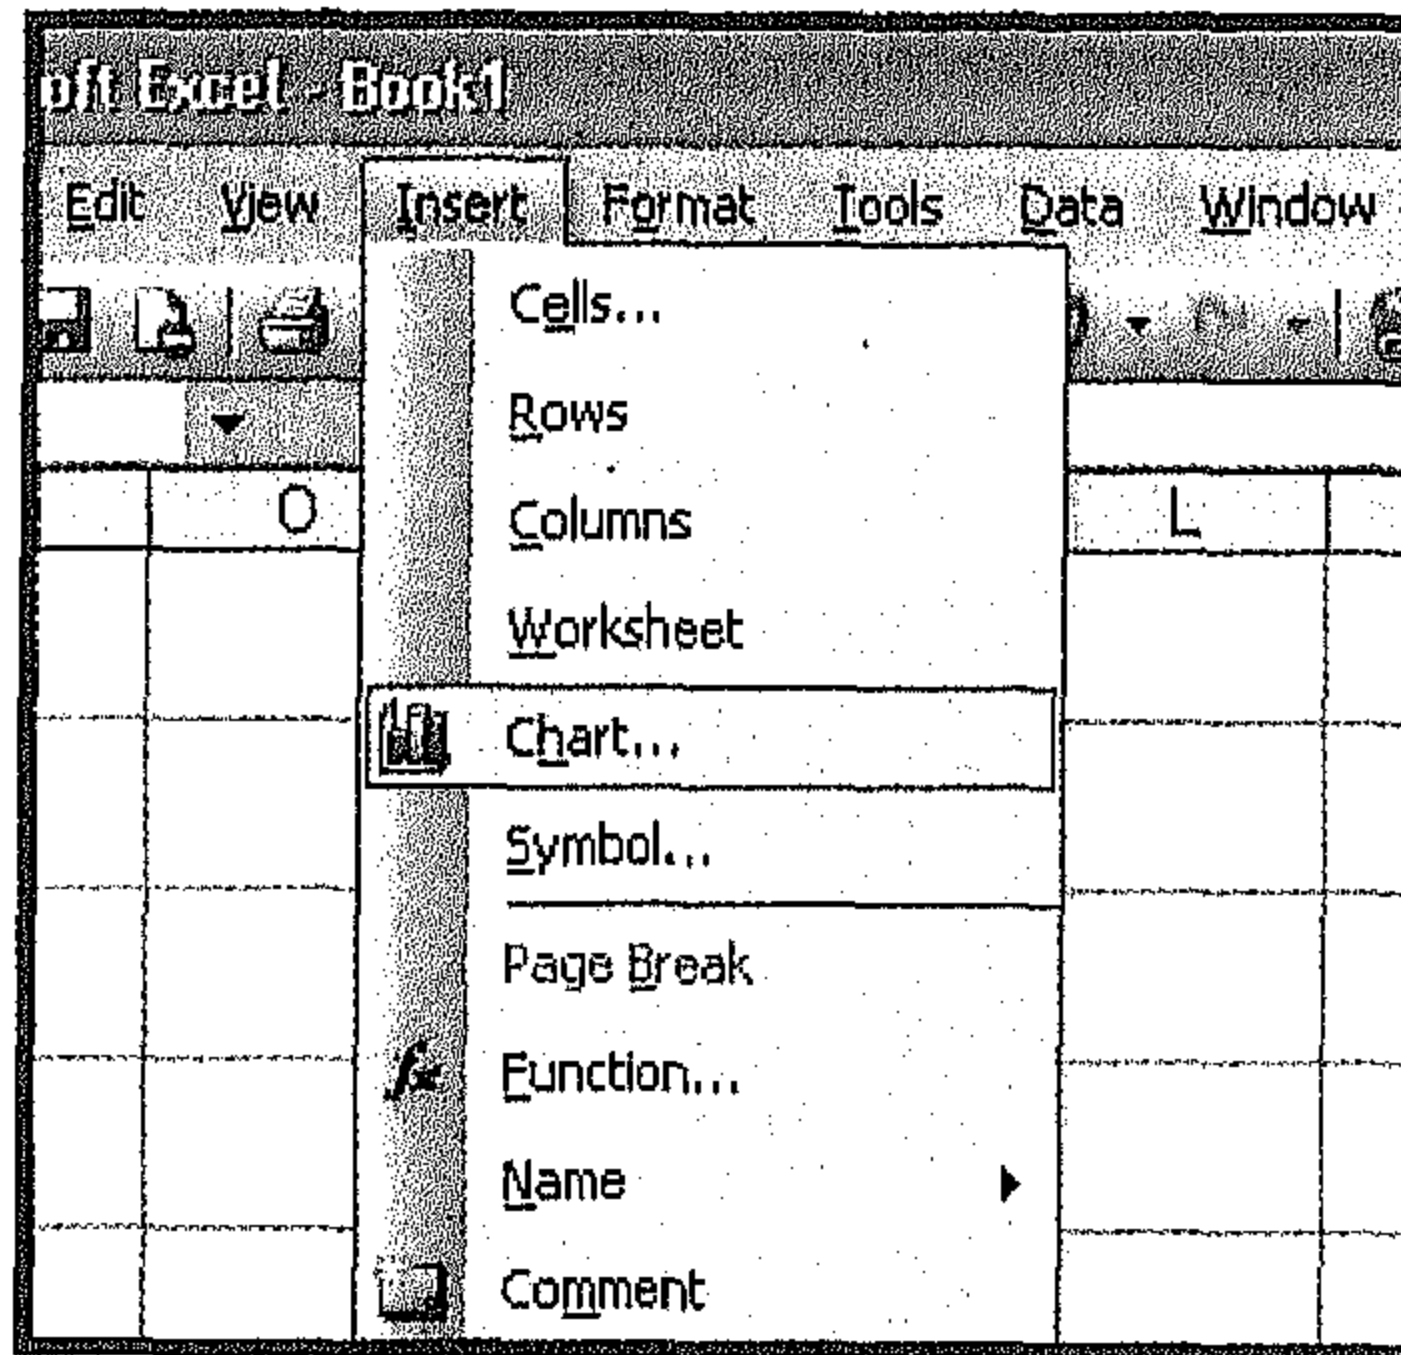 oft Excel - Book1
Edit View Insert Format Tools Data Window
Cells...
Rows
O Columns L
Worksheet
Chart...
Symbol...
Page Break
fx Function...
Name
Comment